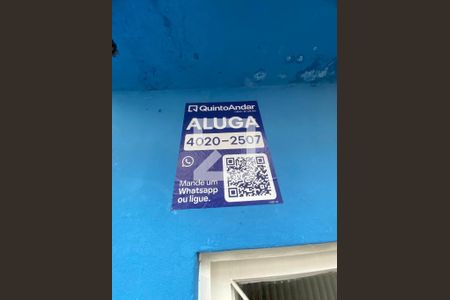 QuintoAndar
ALUGA
4020-2507
Mande um
Whatsapp
ou ligue.